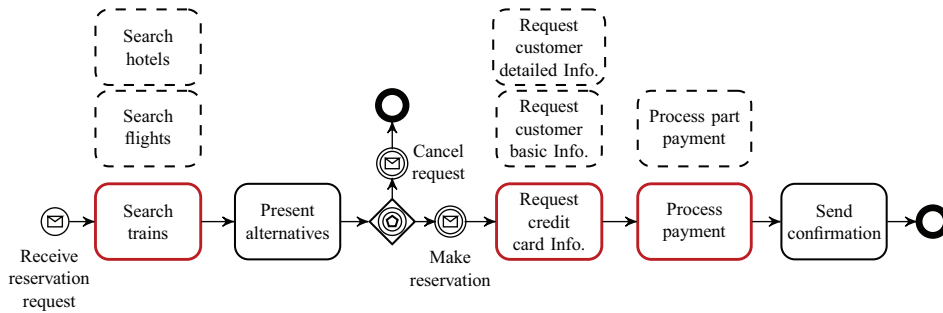 Search
hotels
Search
flights
Search
trains
Receive
reservation
request
Present
alternatives
Cancel
request
Make
reservation
Request
customer
detailed Info.
Request
customer
basic Info.
Request
credit
card Info.
Process part
payment
Process
payment
Send
confirmation